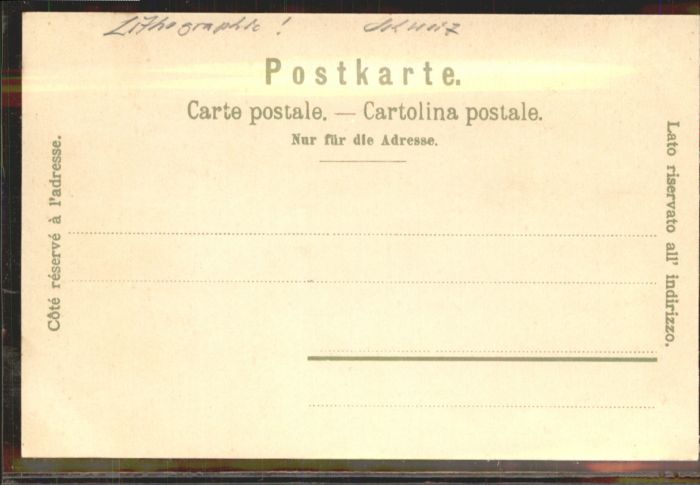 Lithographie! Schweiz
Postkarte.
Carte postale. — Cartolina postale.
Nur für die Adresse.
Côté réservé à l'adresse.
Lato riservato all' indirizzo.